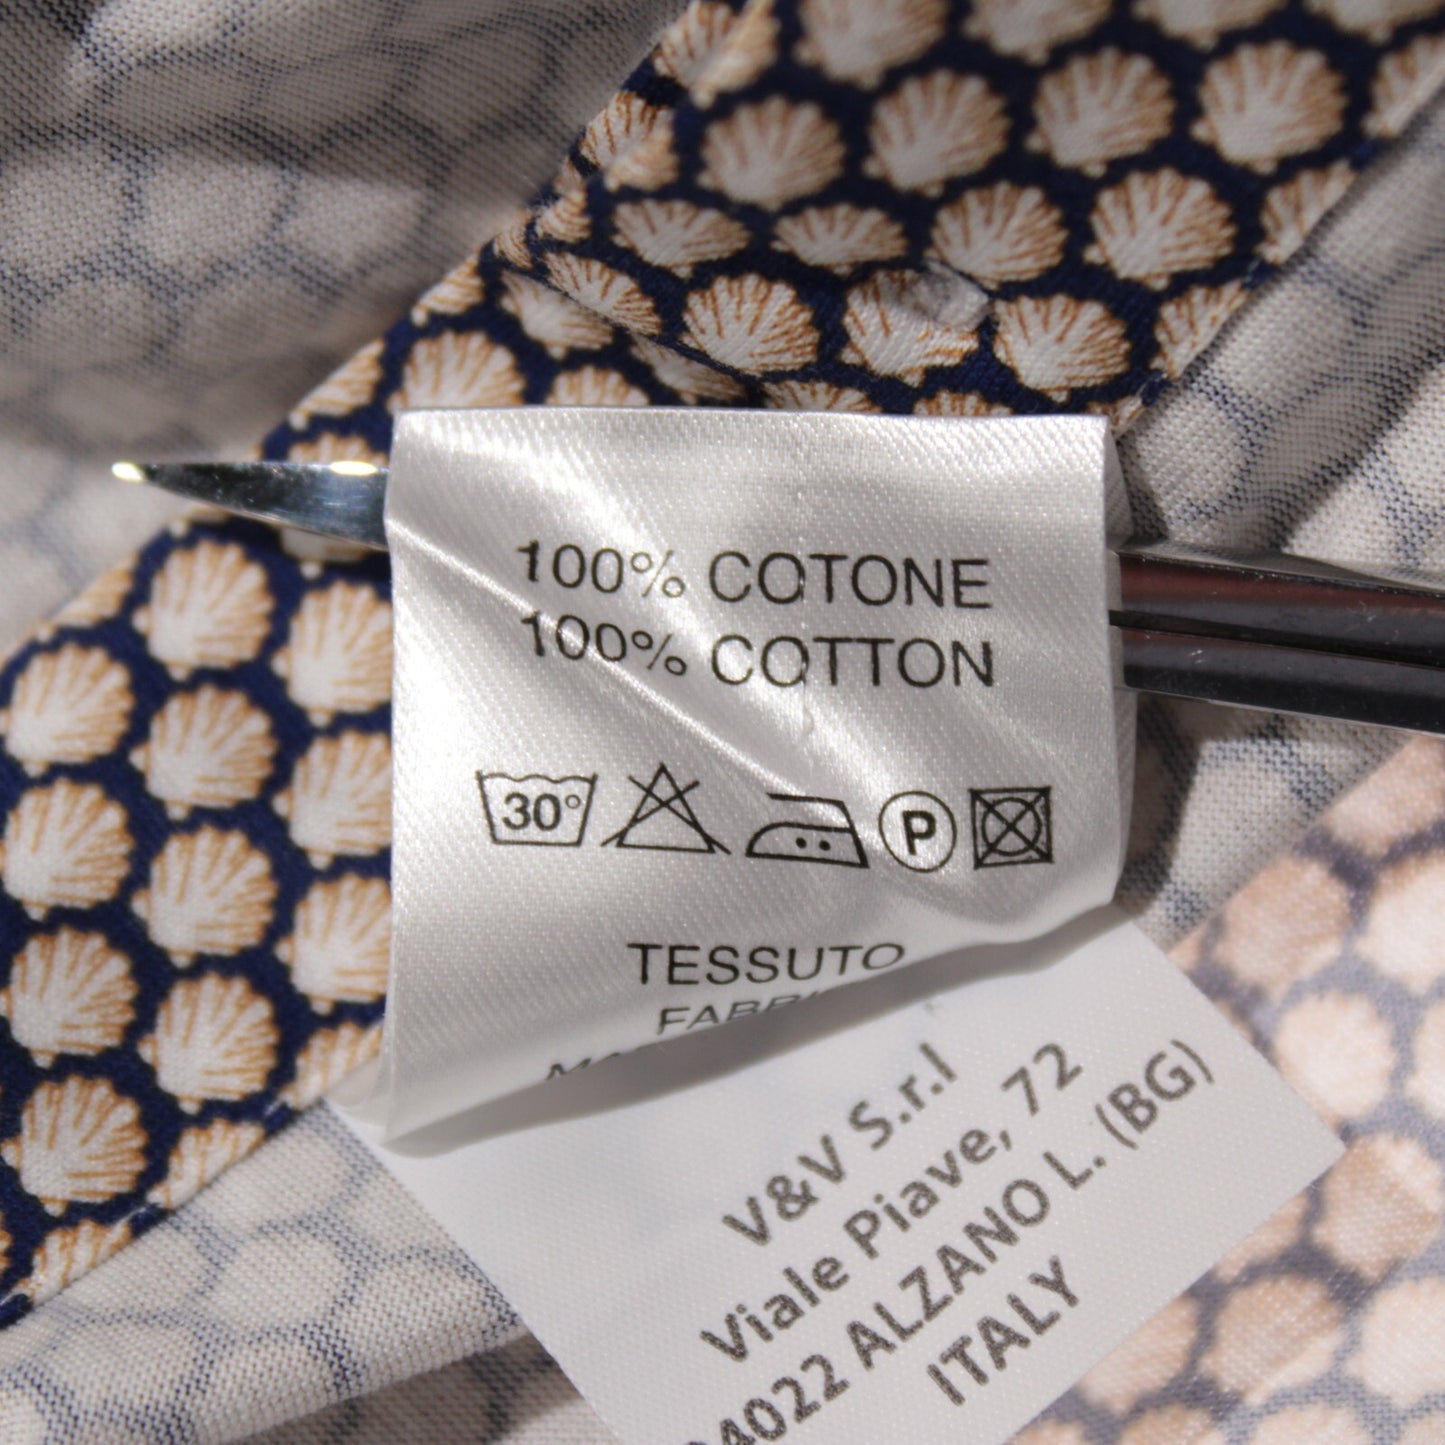 100% COTONE
100% COTTON
30° P
TESSUTO
V&V S.r.l
Viale Piave, 72
ALZANO L. (BG)
ITALY